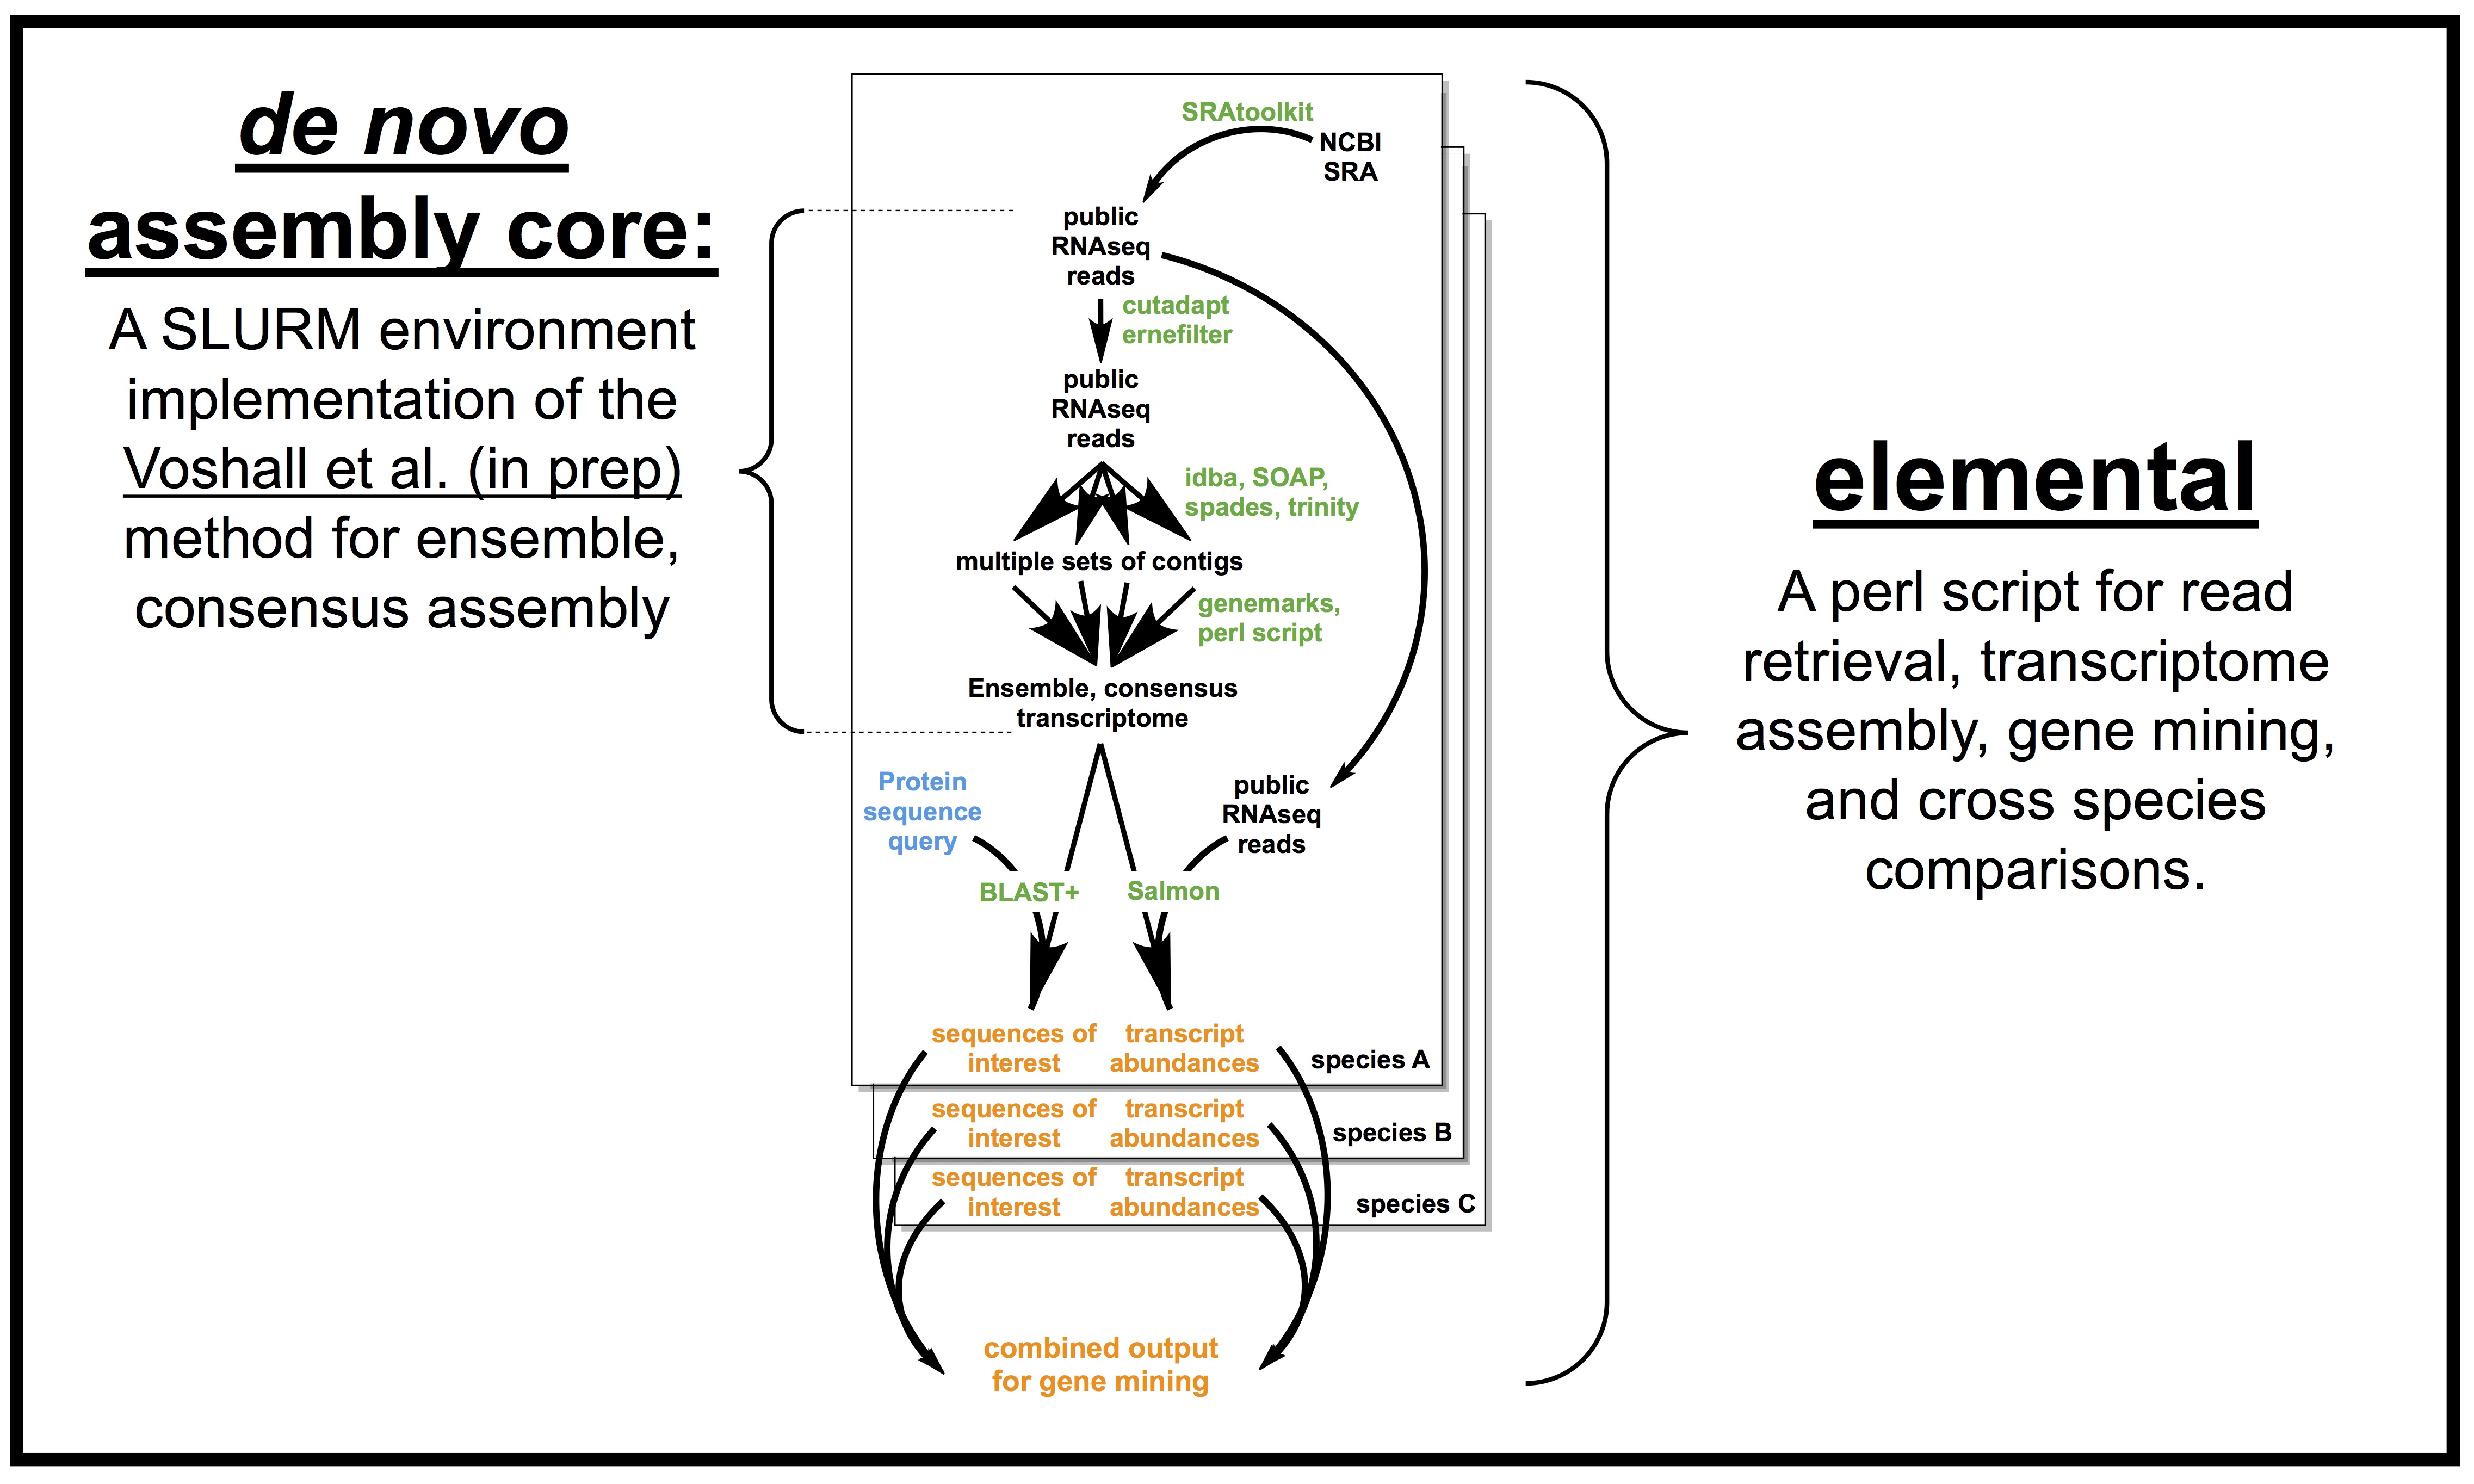 de novo
assembly core:
A SLURM environment
implementation of the
Voshall et al. (in prep)
method for ensemble,
consensus assembly
SRAtoolkit
NCBI
SRA
public
RNAseq
reads
cutadapt
ernefilter
public
RNAseq
reads
idba, SOAP,
spades, trinity
multiple sets of contigs
genemarks,
perl script
Ensemble, consensus
transcriptome
Protein
sequence
query
public
RNAseq
reads
BLAST+
Salmon
sequences of
interest
transcript
abundances
species A
sequences of
interest
transcript
abundances
species B
sequences of
interest
transcript
abundances
species C
combined output
for gene mining
elemental
A perl script for read
retrieval, transcriptome
assembly, gene mining,
and cross species
comparisons.